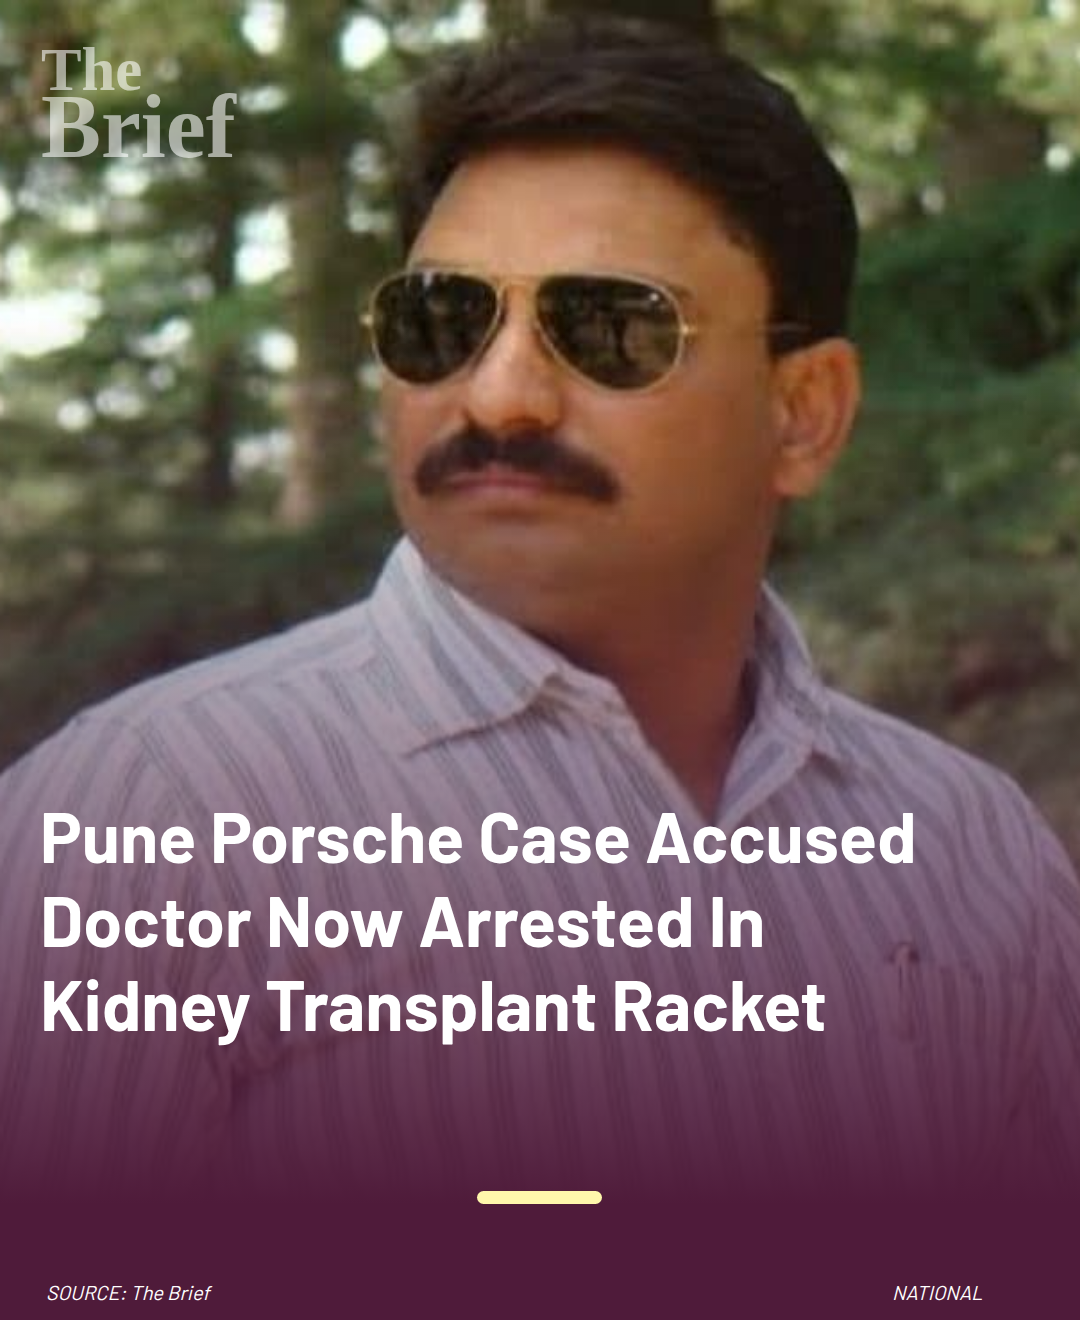 The
Brief
Pune Porsche Case Accused
Doctor Now Arrested In
Kidney Transplant Racket
SOURCE: The Brief
NATIONAL